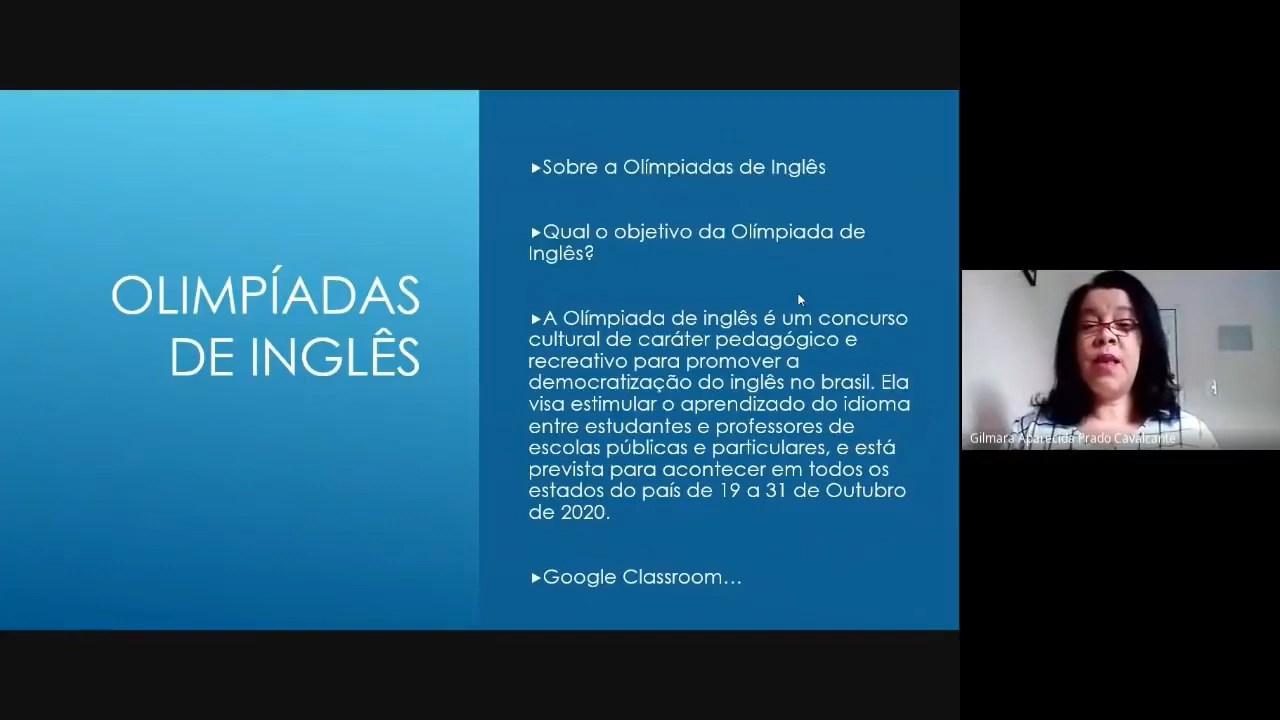 OLIMPÍADAS
DE INGLÊS
▸Sobre a Olímpiadas de Inglês
▸Qual o objetivo da Olímpiada de
Inglês?
▸A Olímpiada de inglês é um concurso
cultural de caráter pedagógico e
recreativo para promover a
democratização do inglês no brasil. Ela
visa estimular o aprendizado do idioma
entre estudantes e professores de
escolas públicas e particulares, e está
prevista para acontecer em todos os
estados do país de 19 a 31 de Outubro
de 2020.
▸Google Classroom...
Gilmara Aparecida Prado Cavalcante